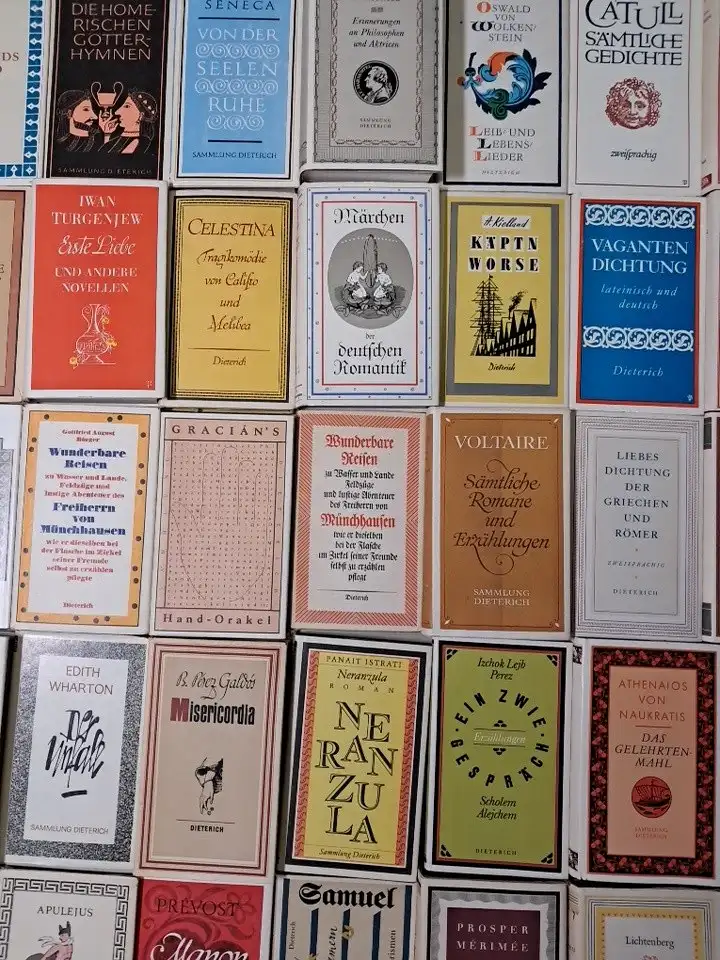 DIE HOME-
RISCHEN
GÖTTER-
HYMNEN
SAMMLUNG DIETERICH
SENECA
VON DER
SEELEN
RUHE
SAMMLUNG DIETERICH
Erinnerungen
an Philosophen
und Aktricen
SAMMLUNG
DIETERICH
OSWALD
VON
WOLKEN/
STEIN
LEIB/ UND
LEBENS/
LIEDER
DIETERICH
CATULL
SÄMTLICHE
GEDICHTE
zweisprachig
IWAN
TURGENJEW
Erste Liebe
UND ANDERE
NOVELLEN
CELESTINA
Tragikomödie
von Calisto
und
Melibea
Dieterich
Märchen
der
deutschen
Romantik
A. Kielland
KÄPTN
WORSE
Dieterich
VAGANTEN
DICHTUNG
lateinisch und
deutsch
Dieterich
Gottfried August
Bürger
Wunderbare
Reisen
zu Wasser und Lande,
Feldzüge und
lustige Abenteuer des
Freiherrn
von
Münchhausen
wie er dieselben bei
der Flasche im Zirkel
seiner Freunde
selbst zu erzählen
pflegte
Dieterich
GRACIÁN'S
Hand-Orakel
Wunderbare
Reisen
zu Wasser und Lande
Feldzüge
und lustige Abenteuer
des Freiherrn von
Münchhausen
wie er dieselben
bei der Flasche
im Zirkel seiner Freunde
selbst zu erzählen
pflegt
Dieterich
VOLTAIRE
Sämtliche
Romane
und
Erzählungen
SAMMLUNG
DIETERICH
LIEBES
DICHTUNG
DER
GRIECHEN
UND
RÖMER
ZWEISPRACHIG
DIETERICH
EDITH
WHARTON
Der
Unfall
SAMMLUNG DIETERICH
B. Pérez Galdós
Misericordia
DIETERICH
PANAIT ISTRATI
Neranzula
ROMAN
NE
RAN
ZU
LA
Sammlung Dieterich
Izchok Lejb
Perez
EIN ZWIE
Erzählungen
GESPRÄCH
Scholem
Alejchem
DIETERICH
ATHENAIOS
VON
NAUKRATIS
DAS
GELEHRTEN-
MAHL
SAMMLUNG
DIETERICH
APULEJUS
PRÉVOST
Manon
Samuel
Dieterich
PROSPER
MÉRIMÉE
Lichtenberg